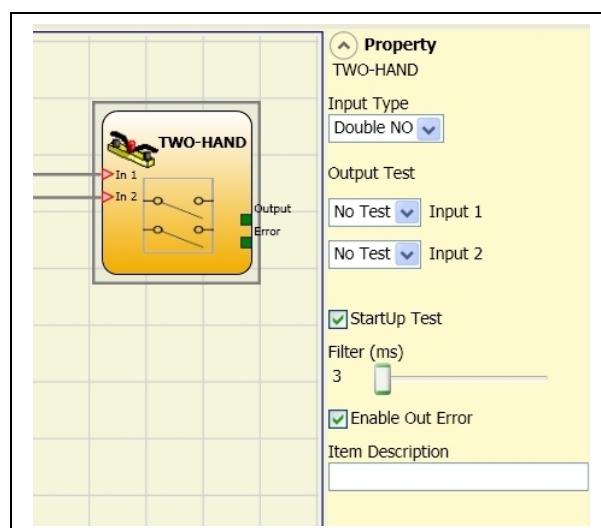 TWO-HAND
In 1
In 2
Output
Error
Property
TWO-HAND
Input Type
Double NO
Output Test
No Test Input 1
No Test Input 2
StartUp Test
Filter (ms)
3
Enable Out Error
Item Description